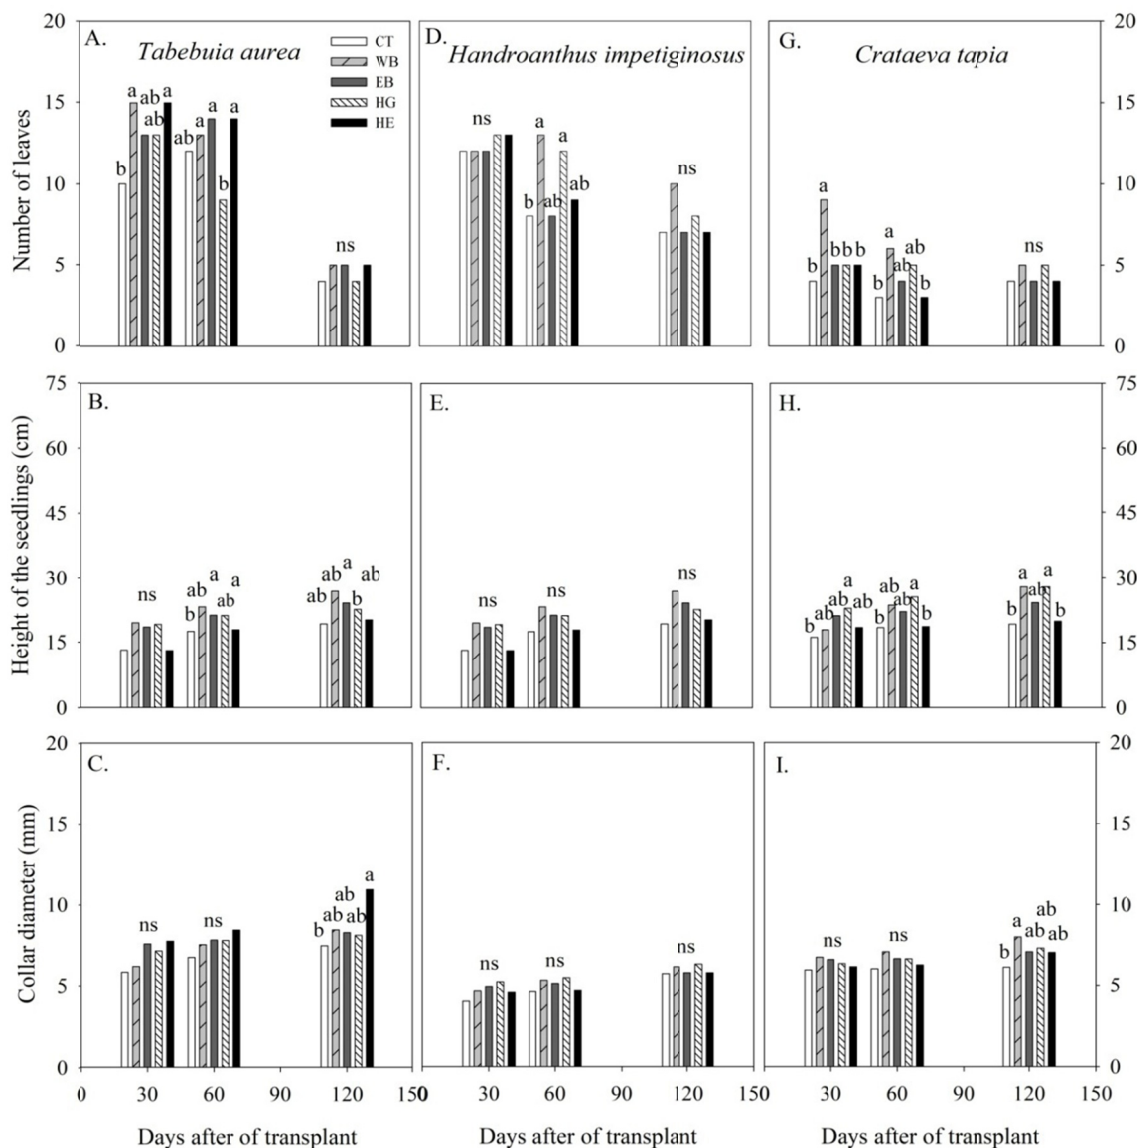 A.
Tabebuia aurea
CT
WB
EB
HG
HE
20
15
10
5
0
Number of leaves
b
a
ab
ab
a
ab
a
a
b
a
ns
D.
Handroanthus impetiginosus
ns
b
a
ab
a
ab
ns
G.
Crataeva tapia
20
15
10
5
0
b
a
b
b
b
b
a
ab
ab
b
ns
B.
75
60
45
30
15
0
Height of the seedlings (cm)
ns
b
ab
a
ab
a
ab
ab
a
b
ab
E.
ns
ns
ns
H.
75
60
45
30
15
0
b
ab
ab
a
ab
b
ab
ab
a
b
b
a
ab
a
b
C.
20
15
10
5
0
Collar diameter (mm)
ns
ns
b
ab
ab
ab
a
0 30 60 90 120 150
Days after of transplant
F.
ns
ns
ns
0 30 60 90 120 150
Days after of transplant
I.
20
15
10
5
0
ns
ns
b
a
ab
ab
ab
30 60 90 120 150
Days after of transplant